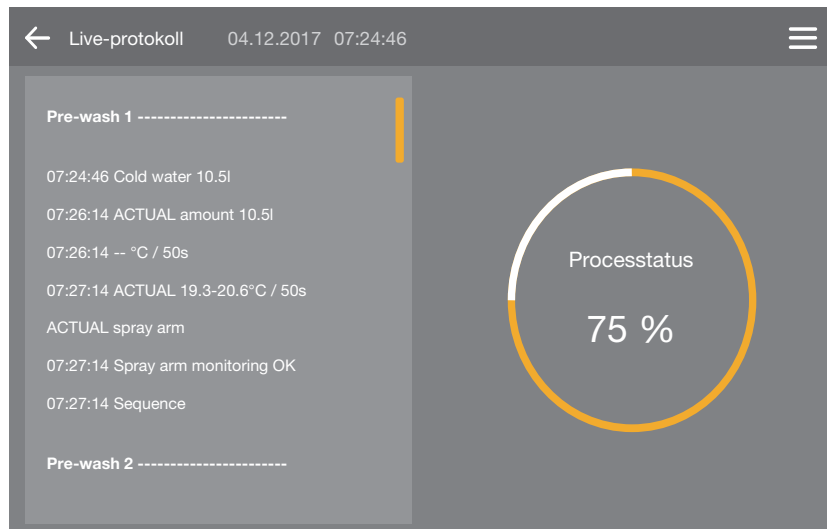 Live-protokoll 04.12.2017 07:24:46
Pre-wash 1 -----------------------
07:24:46 Cold water 10.5l
07:26:14 ACTUAL amount 10.5l
07:26:14 -- °C / 50s
07:27:14 ACTUAL 19.3-20.6°C / 50s
ACTUAL spray arm
07:27:14 Spray arm monitoring OK
07:27:14 Sequence
Pre-wash 2 -----------------------
Processtatus
75 %